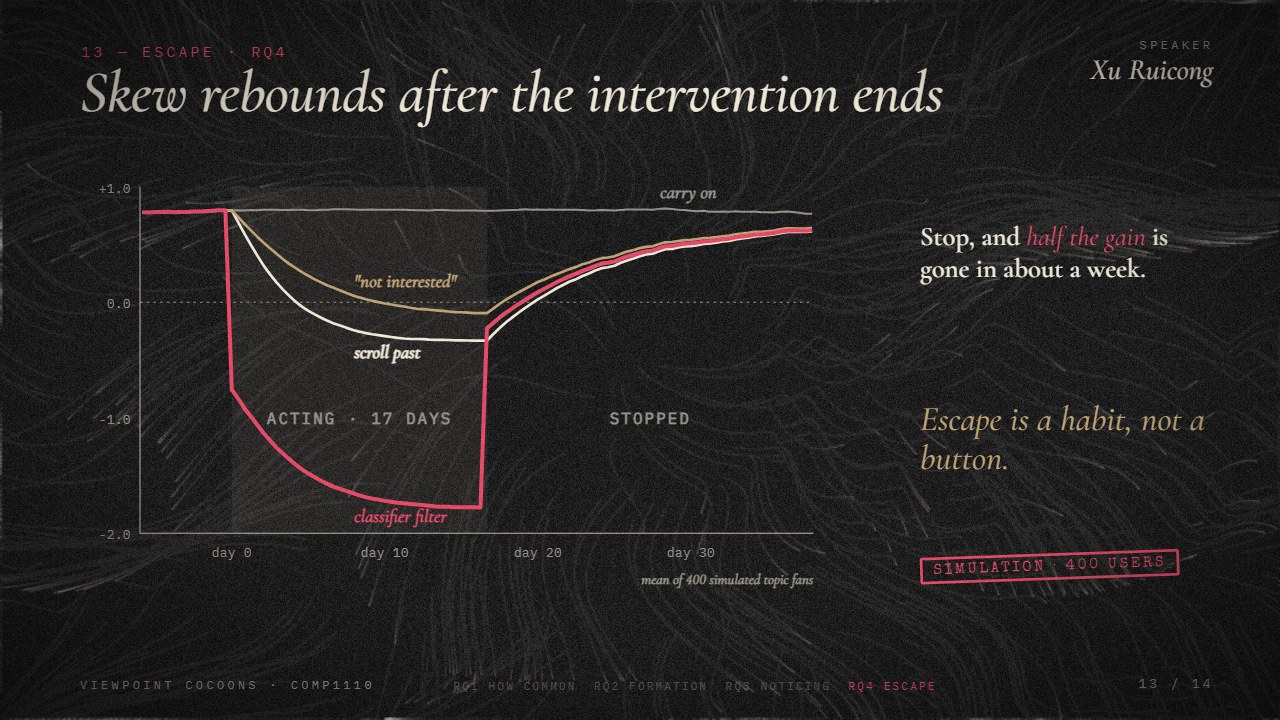 13 — ESCAPE · RQ4
Skew rebounds after the intervention ends
SPEAKER
Xu Ruicong
+1.0
0.0
-1.0
-2.0
carry on
"not interested"
scroll past
ACTING · 17 DAYS
STOPPED
classifier filter
day 0
day 10
day 20
day 30
mean of 400 simulated topic fans
Stop, and half the gain is
gone in about a week.
Escape is a habit, not a
button.
SIMULATION · 400 USERS
VIEWPOINT COCOONS · COMP1110
RQ1 HOW COMMON RQ2 FORMATION RQ3 NOTICING RQ4 ESCAPE
13 / 14